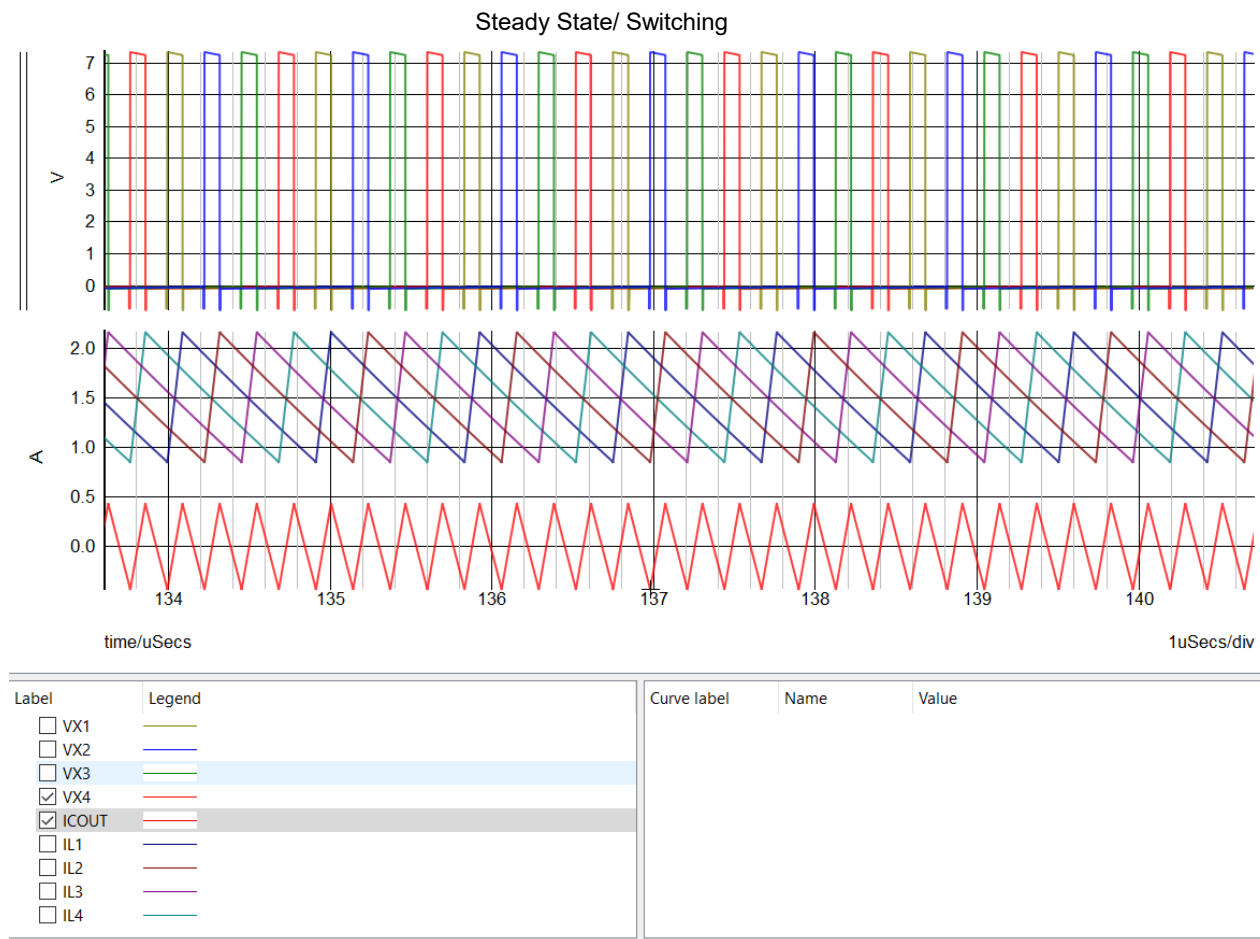 Steady State/ Switching
7
6
5
4
3
2
1
0
V
2.0
1.5
1.0
0.5
0.0
A
134 135 136 137 138 139 140
time/uSecs 1uSecs/div
Label Legend Curve label Name Value
VX1
VX2
VX3
VX4
ICOUT
IL1
IL2
IL3
IL4